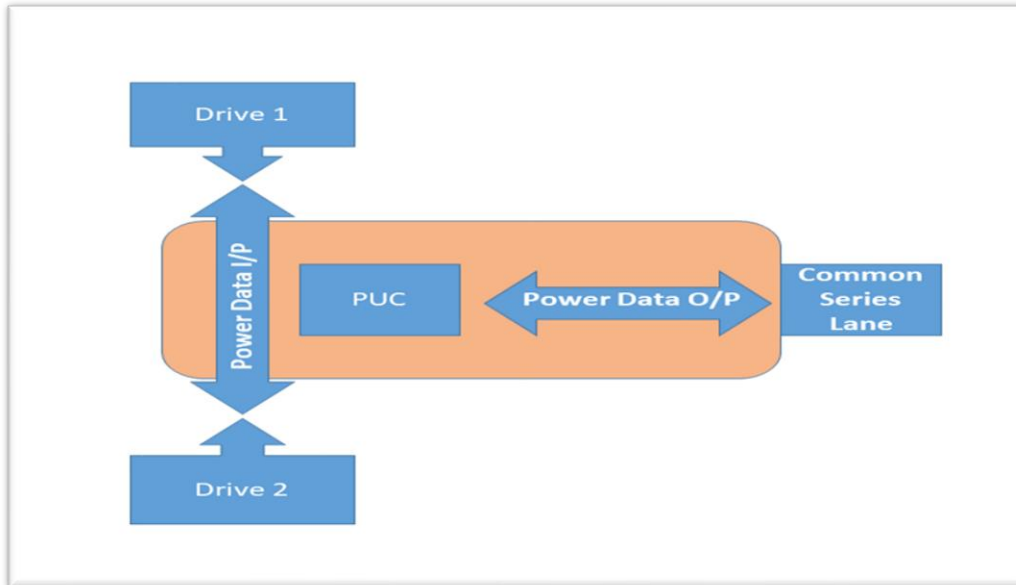 Drive 1
Power Data I/P
PUC
Power Data O/P
Common
Series
Lane
Drive 2